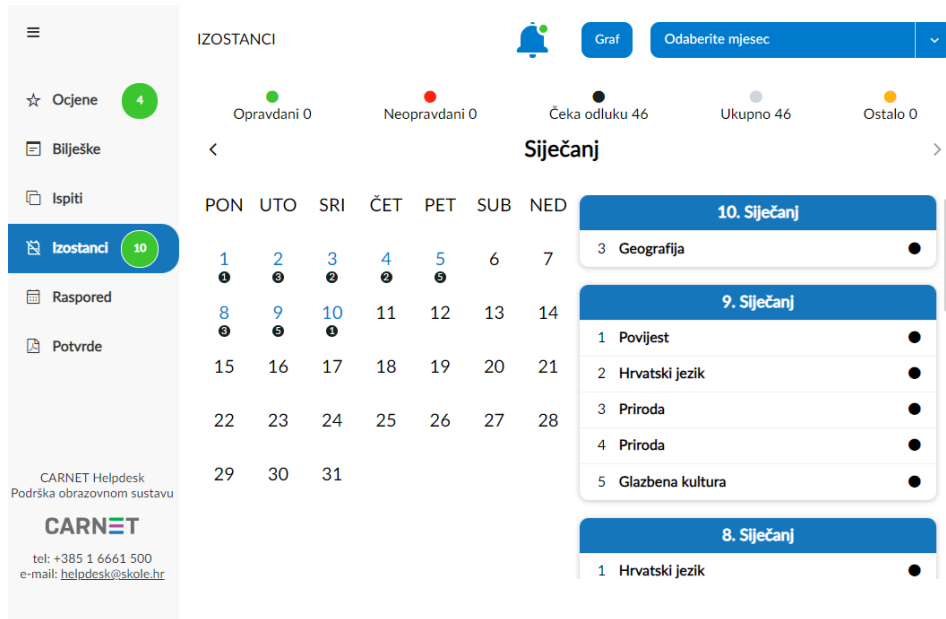 IZOSTANCI
Graf
Odaberite mjesec
Ocjene 4
Bilješke
Ispiti
Izostanci 10
Raspored
Potvrde
CARNET Helpdesk
Podrška obrazovnom sustavu
CARNET
tel: +385 1 6661 500
e-mail: helpdesk@skole.hr
Opravdani 0
Neopravdani 0
Čeka odluku 46
Ukupno 46
Ostalo 0
Siječanj
PON UTO SRI ČET PET SUB NED
1 2 3 4 5 6 7
1 3 2 2 5
8 9 10 11 12 13 14
3 5 1
15 16 17 18 19 20 21
22 23 24 25 26 27 28
29 30 31
10. Siječanj
3 Geografija
9. Siječanj
1 Povijest
2 Hrvatski jezik
3 Priroda
4 Priroda
5 Glazbena kultura
8. Siječanj
1 Hrvatski jezik